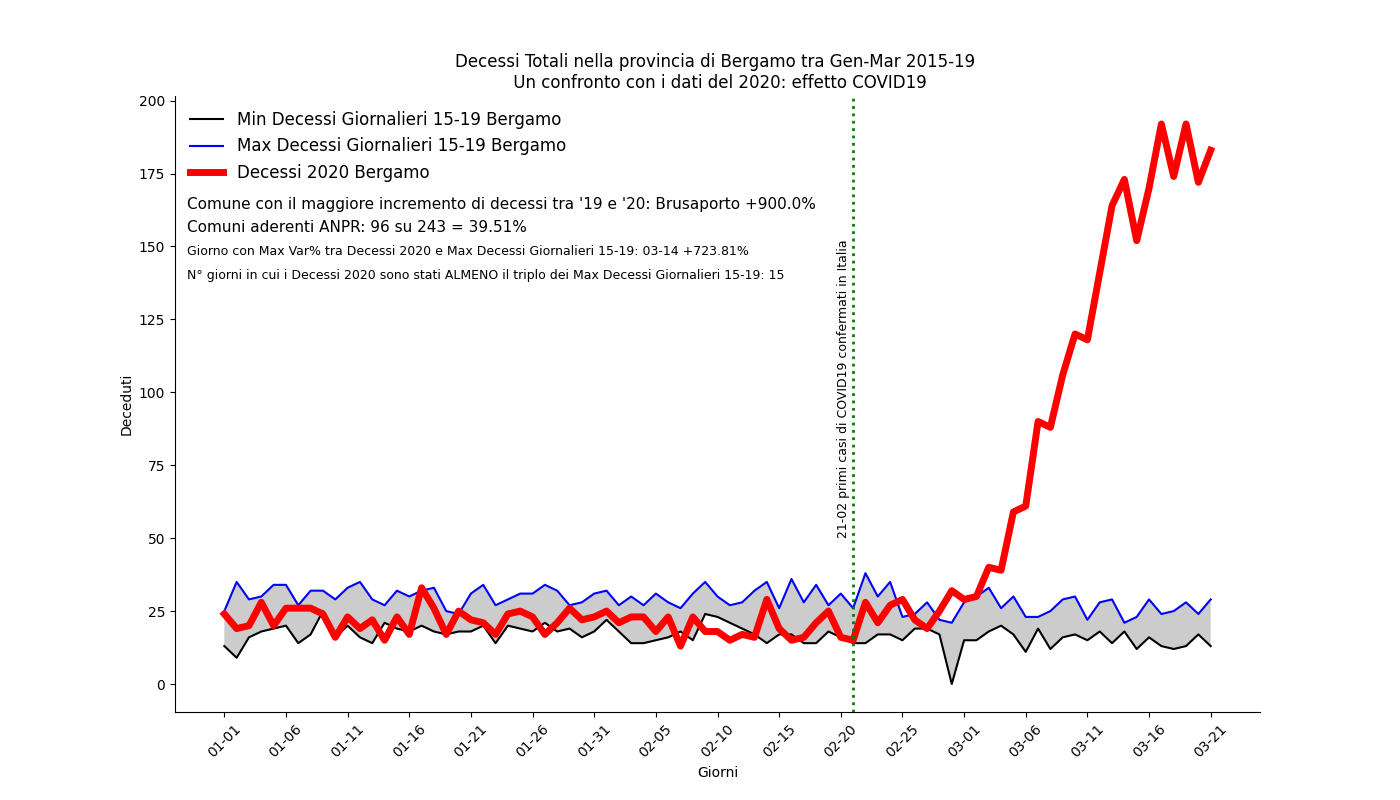 Decessi Totali nella provincia di Bergamo tra Gen-Mar 2015-19
Un confronto con i dati del 2020: effetto COVID19
Min Decessi Giornalieri 15-19 Bergamo
Max Decessi Giornalieri 15-19 Bergamo
Decessi 2020 Bergamo
Comune con il maggiore incremento di decessi tra '19 e '20: Brusaporto +900.0%
Comuni aderenti ANPR: 96 su 243 = 39.51%
Giorno con Max Var% tra Decessi 2020 e Max Decessi Giornalieri 15-19: 03-14 +723.81%
N° giorni in cui i Decessi 2020 sono stati ALMENO il triplo dei Max Decessi Giornalieri 15-19: 15
21-02 primi casi di COVID19 confermati in Italia
Deceduti
200
175
150
125
100
75
50
25
0
01-01
01-06
01-11
01-16
01-21
01-26
01-31
02-05
02-10
02-15
02-20
02-25
03-01
03-06
03-11
03-16
03-21
Giorni